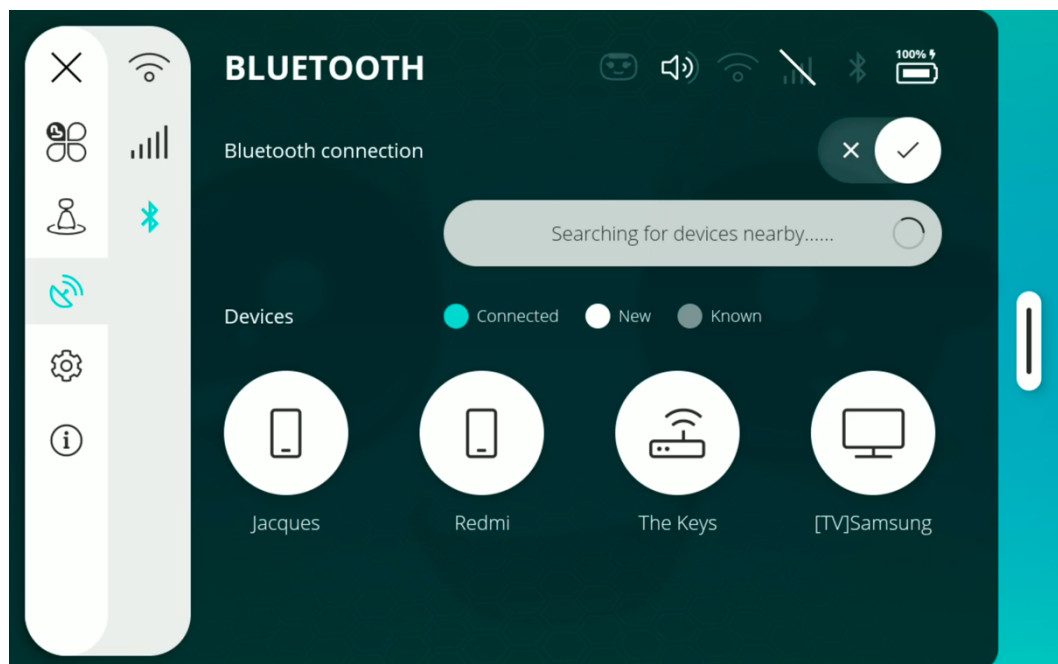 BLUETOOTH
100%
Bluetooth connection
Searching for devices nearby......
Devices
Connected
New
Known
Jacques
Redmi
The Keys
[TV]Samsung